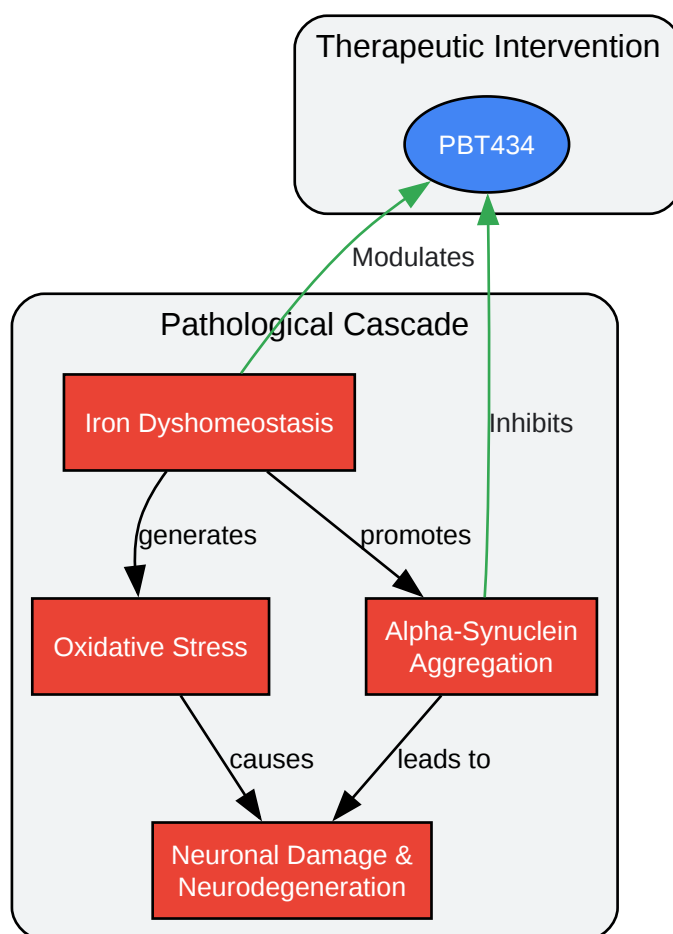 Therapeutic Intervention
PBT434
Modulates
Pathological Cascade
Iron Dyshomeostasis
Inhibits
generates
promotes
Oxidative Stress
Alpha-Synuclein
Aggregation
causes
leads to
Neuronal Damage &
Neurodegeneration